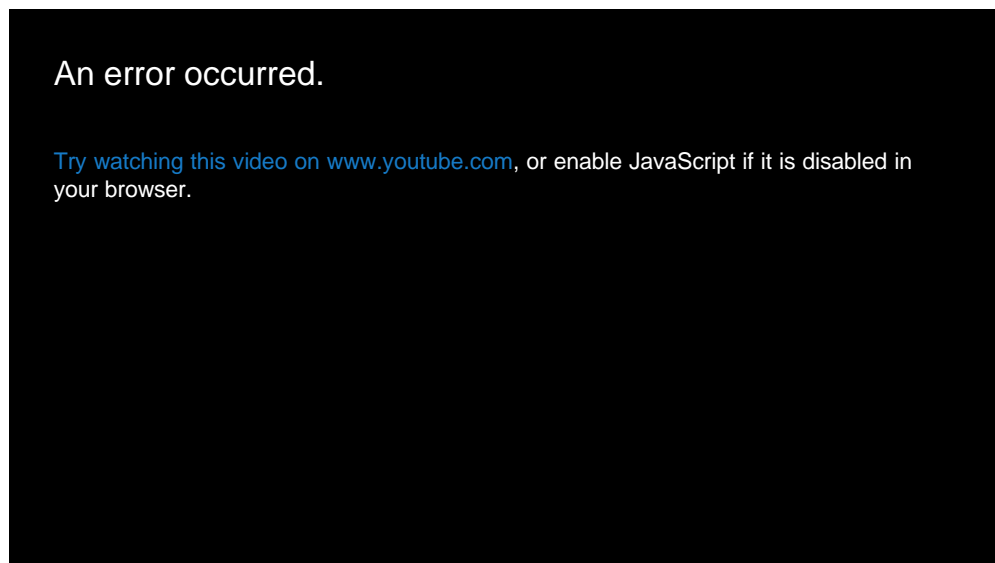 An error occurred.
Try watching this video on www.youtube.com, or enable JavaScript if it is disabled in
your browser.